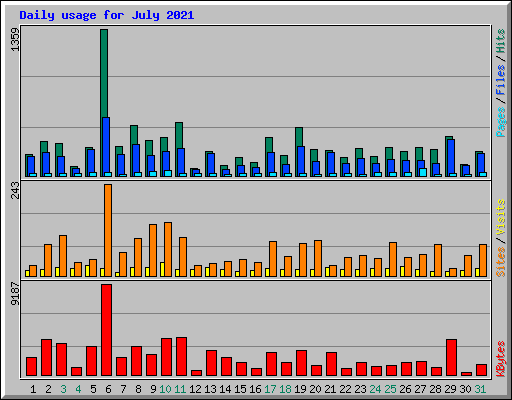 Daily usage for July 2021
1359
Pages / Files / Hits
243
Sites / Visits
9187
KBytes
1 2 3 4 5 6 7 8 9 10 11 12 13 14 15 16 17 18 19 20 21 22 23 24 25 26 27 28 29 30 31